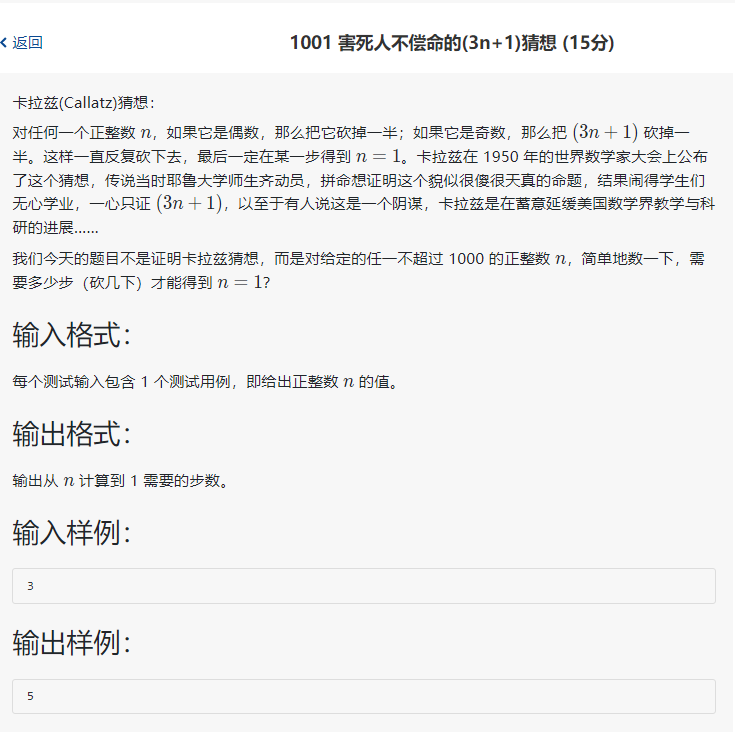 返回
1001 害死人不偿命的(3n+1)猜想 (15分)
卡拉兹(Callatz)猜想：
对任何一个正整数 n，如果它是偶数，那么把它砍掉一半；如果它是奇数，那么把 (3n + 1) 砍掉一
半。这样一直反复砍下去，最后一定在某一步得到 n = 1。卡拉兹在 1950 年的世界数学家大会上公布
了这个猜想，传说当时耶鲁大学师生齐动员，拼命想证明这个貌似很傻很天真的命题，结果闹得学生们
无心学业，一心只证 (3n + 1)，以至于有人说这是一个阴谋，卡拉兹是在蓄意延缓美国数学界教学与科
研的进展……
我们今天的题目不是证明卡拉兹猜想，而是对给定的任一不超过 1000 的正整数 n，简单地数一下，需
要多少步（砍几下）才能得到 n = 1？
输入格式：
每个测试输入包含 1 个测试用例，即给出正整数 n 的值。
输出格式：
输出从 n 计算到 1 需要的步数。
输入样例：
3
输出样例：
5